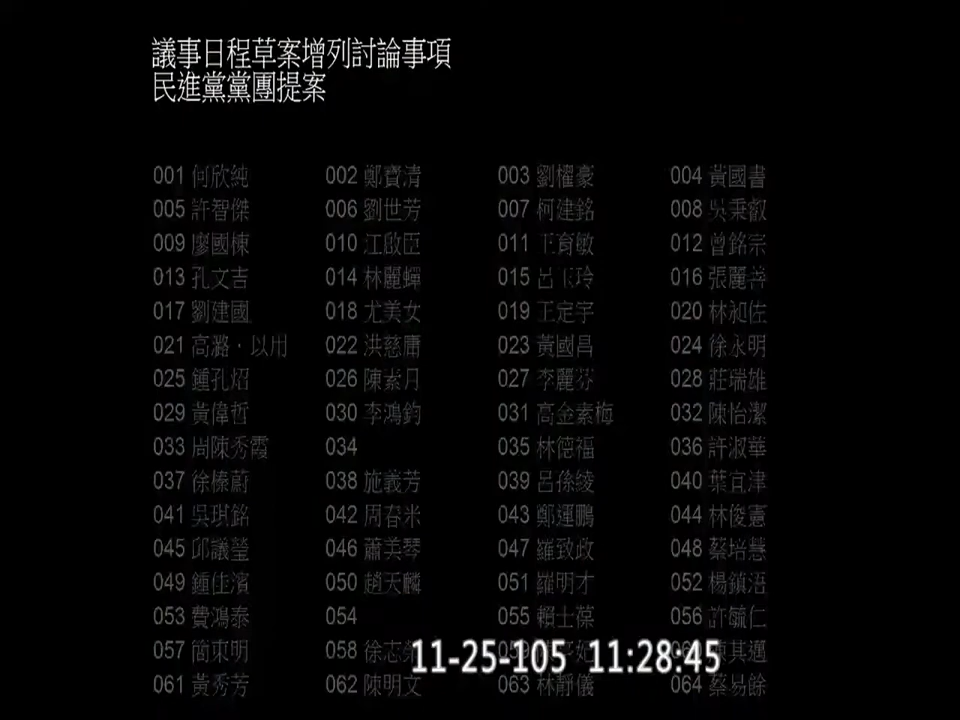 議事日程草案增列討論事項
民進黨黨團提案
001 何欣純 002 鄭寶清 003 劉櫂豪 004 黃國書
005 許智傑 006 劉世芳 007 柯建銘 008 吳秉叡
009 廖國棟 010 江啟臣 011 王育敏 012 曾銘宗
013 孔文吉 014 林麗蟬 015 呂玉玲 016 張麗善
017 劉建國 018 尤美女 019 王定宇 020 林昶佐
021 高潞．以用 022 洪慈庸 023 黃國昌 024 徐永明
025 鍾孔炤 026 陳素月 027 李麗芬 028 莊瑞雄
029 黃偉哲 030 李鴻鈞 031 高金素梅 032 陳怡潔
033 周陳秀霞 034 035 林德福 036 許淑華
037 徐榛蔚 038 施義芳 039 呂孫綾 040 葉宜津
041 吳琪銘 042 周春米 043 鄭運鵬 044 林俊憲
045 邱議瑩 046 蕭美琴 047 羅致政 048 蔡培慧
049 鍾佳濱 050 趙天麟 051 羅明才 052 楊鎮浯
053 費鴻泰 054 055 賴士葆 056 許毓仁
057 簡東明 058 徐志榮 059 060 陳其邁
11-25-105 11:28:45
061 黃秀芳 062 陳明文 063 林靜儀 064 蔡易餘